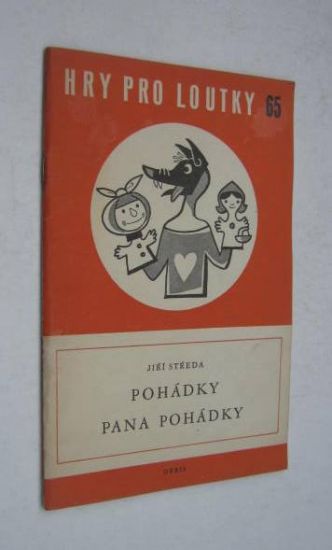 HRY PRO LOUTKY 65
JIŘÍ STŘEDA
POHÁDKY
PANA POHÁDKY
ORBIS